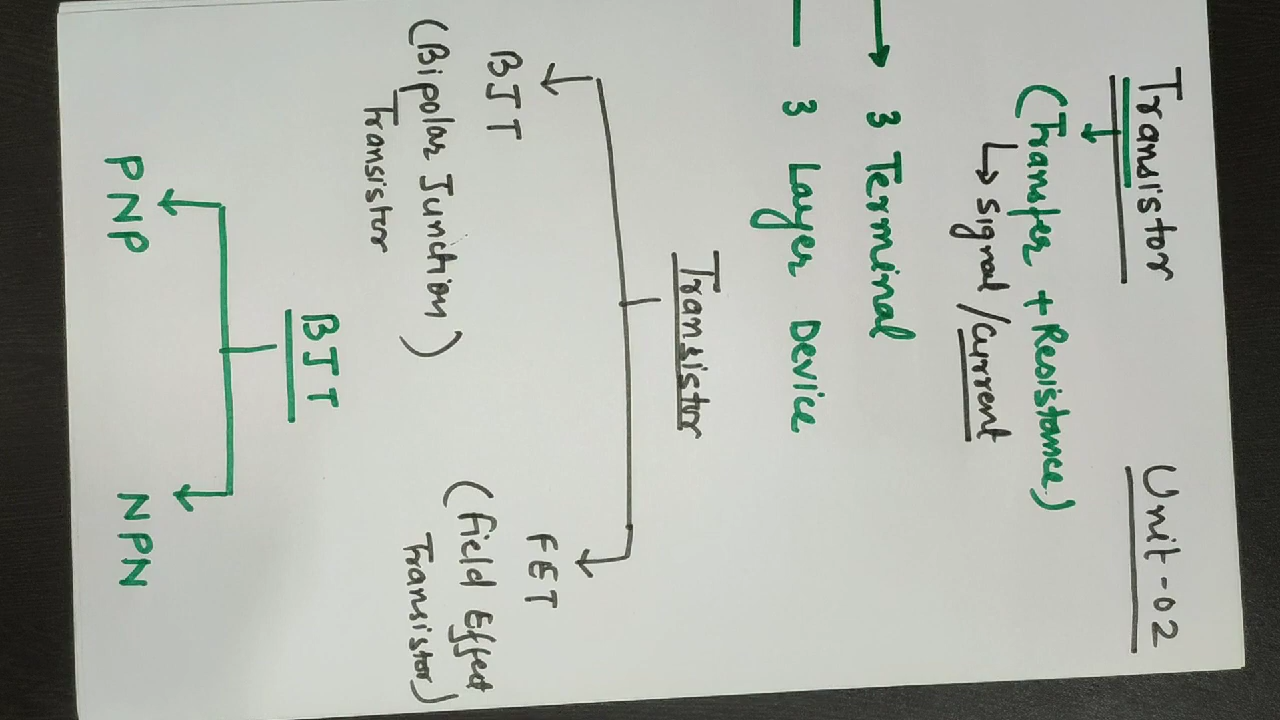 Transistor Unit-02
(Transfer + Resistance)
↳ Signal / Current
→ 3 Terminal
— 3 Layer Device
Transistor
BJT FET
(Bipolar Junction Transistor) (Field Effect Transistor)
BJT
PNP NPN